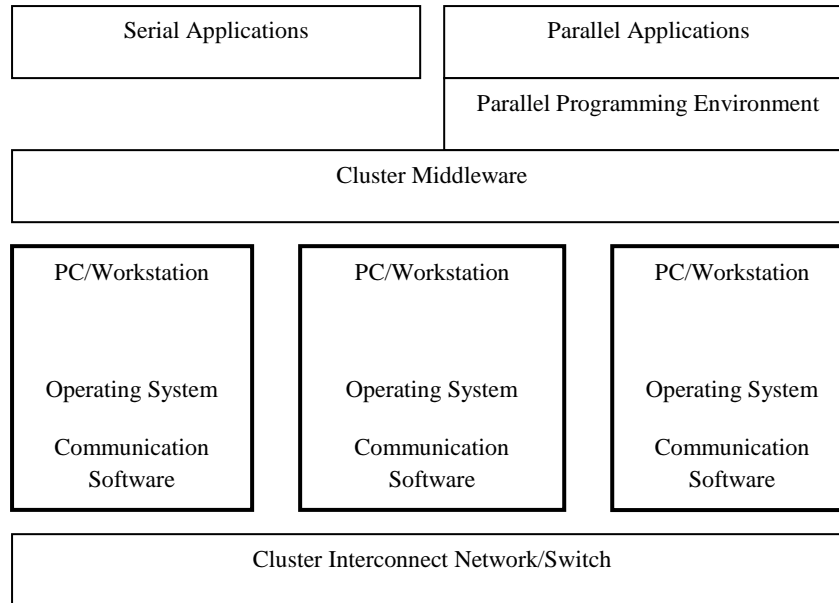 Serial Applications
Parallel Applications
Parallel Programming Environment
Cluster Middleware
PC/Workstation
Operating System
Communication
Software
PC/Workstation
Operating System
Communication
Software
PC/Workstation
Operating System
Communication
Software
Cluster Interconnect Network/Switch